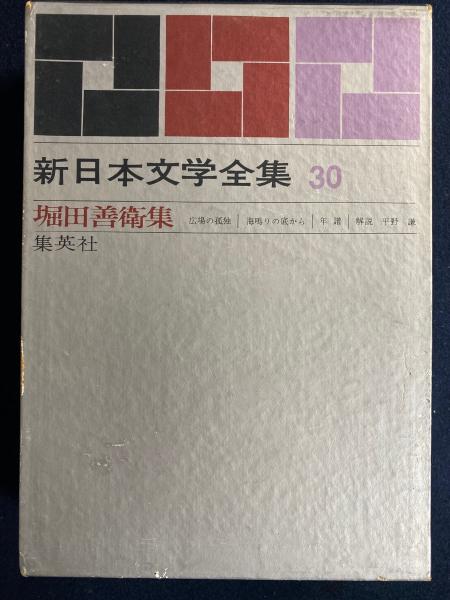 新日本文学全集 30
堀田善衛集 広場の孤独 海鳴りの底から 年譜 解説 平野 謙
集英社